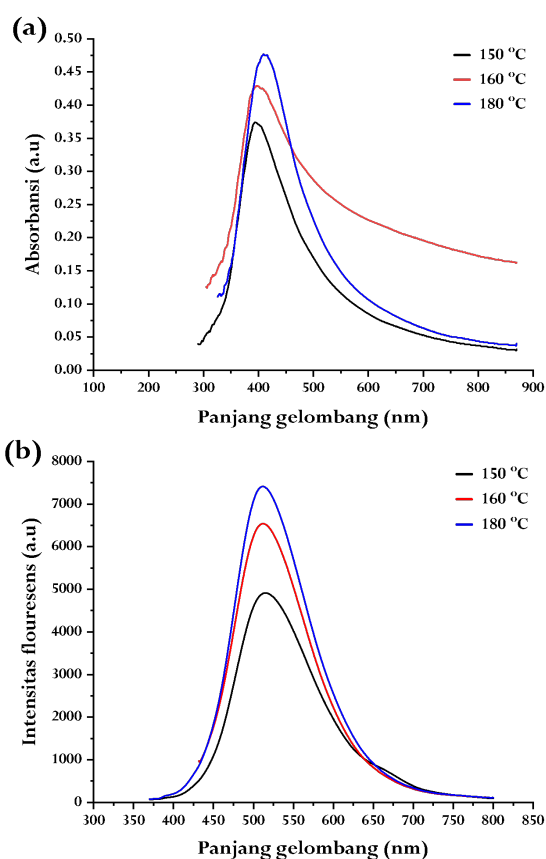 (a)
0.50
0.45
0.40
0.35
0.30
0.25
0.20
0.15
0.10
0.05
0.00
Absorbansi (a.u)
150 °C
160 °C
180 °C
100 200 300 400 500 600 700 800 900
Panjang gelombang (nm)
(b)
8000
7000
6000
5000
4000
3000
2000
1000
0
Intensitas flouresens (a.u)
150 °C
160 °C
180 °C
300 350 400 450 500 550 600 650 700 750 800 850
Panjang gelombang (nm)